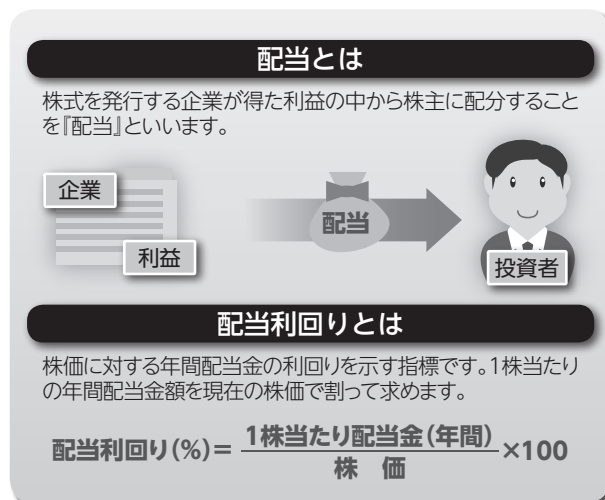 配当とは
株式を発行する企業が得た利益の中から株主に配分すること
を『配当』といいます。
企業
利益
配当
投資者
配当利回りとは
株価に対する年間配当金の利回りを示す指標です。1株当たり
の年間配当金額を現在の株価で割って求めます。
配当利回り(%)= 1株当たり配当金(年間) ×100
株 価